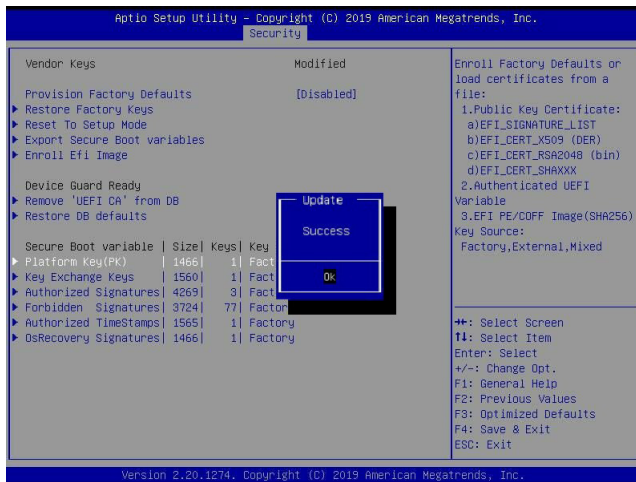 Aptio Setup Utility – Copyright (C) 2019 American Megatrends, Inc.
Security
Vendor Keys Modified
Provision Factory Defaults [Disabled]
Restore Factory Keys
Reset To Setup Mode
Export Secure Boot variables
Enroll Efi Image
Device Guard Ready
Remove 'UEFI CA' from DB
Restore DB defaults
Secure Boot variable | Size| Keys| Key
Platform Key(PK) | 1466| 1| Fact
Key Exchange Keys | 1560| 1| Fact
Authorized Signatures| 4269| 3| Fact
Forbidden Signatures| 3724| 77| Factor
Authorized TimeStamps| 1565| 1| Factory
OsRecovery Signatures| 1466| 1| Factory
Update
Success
Ok
Enroll Factory Defaults or
load certificates from a
file:
1.Public Key Certificate:
a)EFI_SIGNATURE_LIST
b)EFI_CERT_X509 (DER)
c)EFI_CERT_RSA2048 (bin)
d)EFI_CERT_SHAXXX
2.Authenticated UEFI
Variable
3.EFI PE/COFF Image(SHA256)
Key Source:
Factory,External,Mixed
→←: Select Screen
↑↓: Select Item
Enter: Select
+/-: Change Opt.
F1: General Help
F2: Previous Values
F3: Optimized Defaults
F4: Save & Exit
ESC: Exit
Version 2.20.1274. Copyright (C) 2019 American Megatrends, Inc.